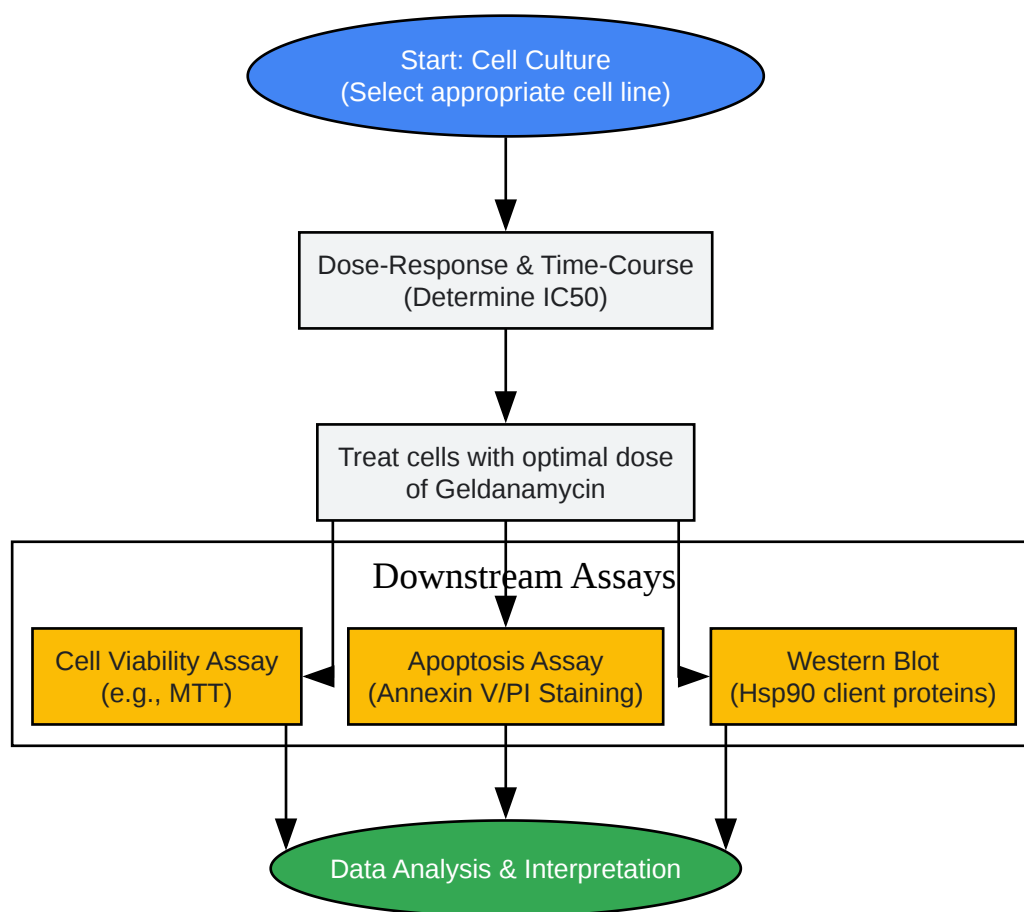 Start: Cell Culture
(Select appropriate cell line)
Dose-Response & Time-Course
(Determine IC50)
Treat cells with optimal dose
of Geldanamycin
Downstream Assays
Cell Viability Assay
(e.g., MTT)
Apoptosis Assay
(Annexin V/PI Staining)
Western Blot
(Hsp90 client proteins)
Data Analysis & Interpretation